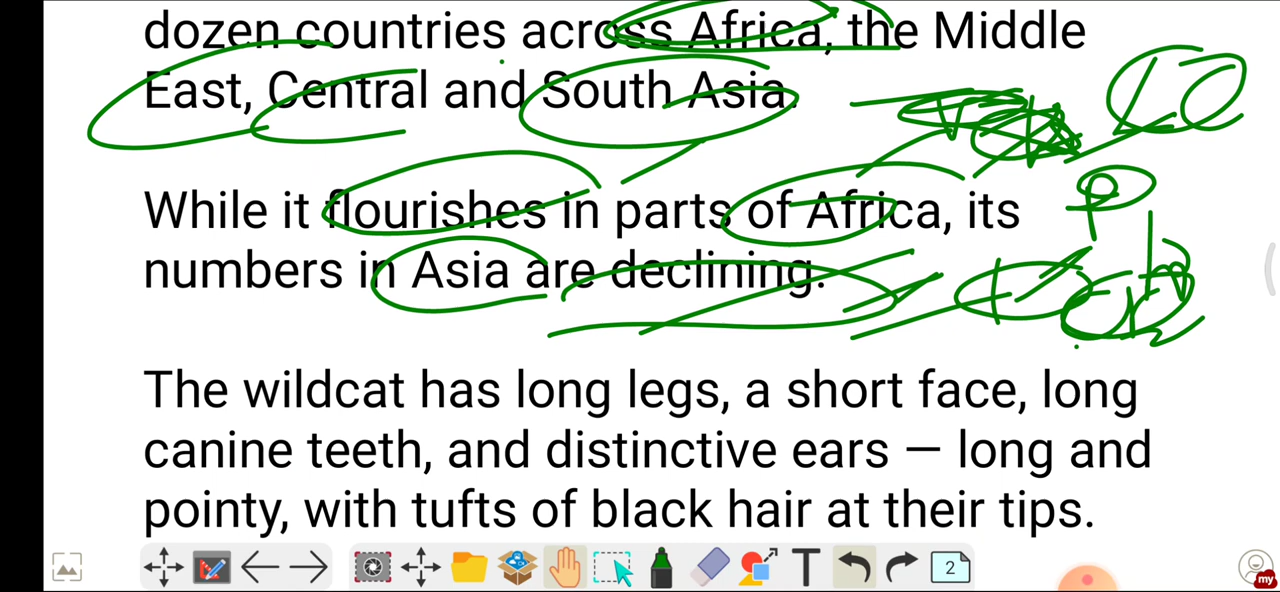 dozen countries across Africa, the Middle
East, Central and South Asia.
While it flourishes in parts of Africa, its
numbers in Asia are declining.
The wildcat has long legs, a short face, long
canine teeth, and distinctive ears — long and
pointy, with tufts of black hair at their tips.
T
2
my